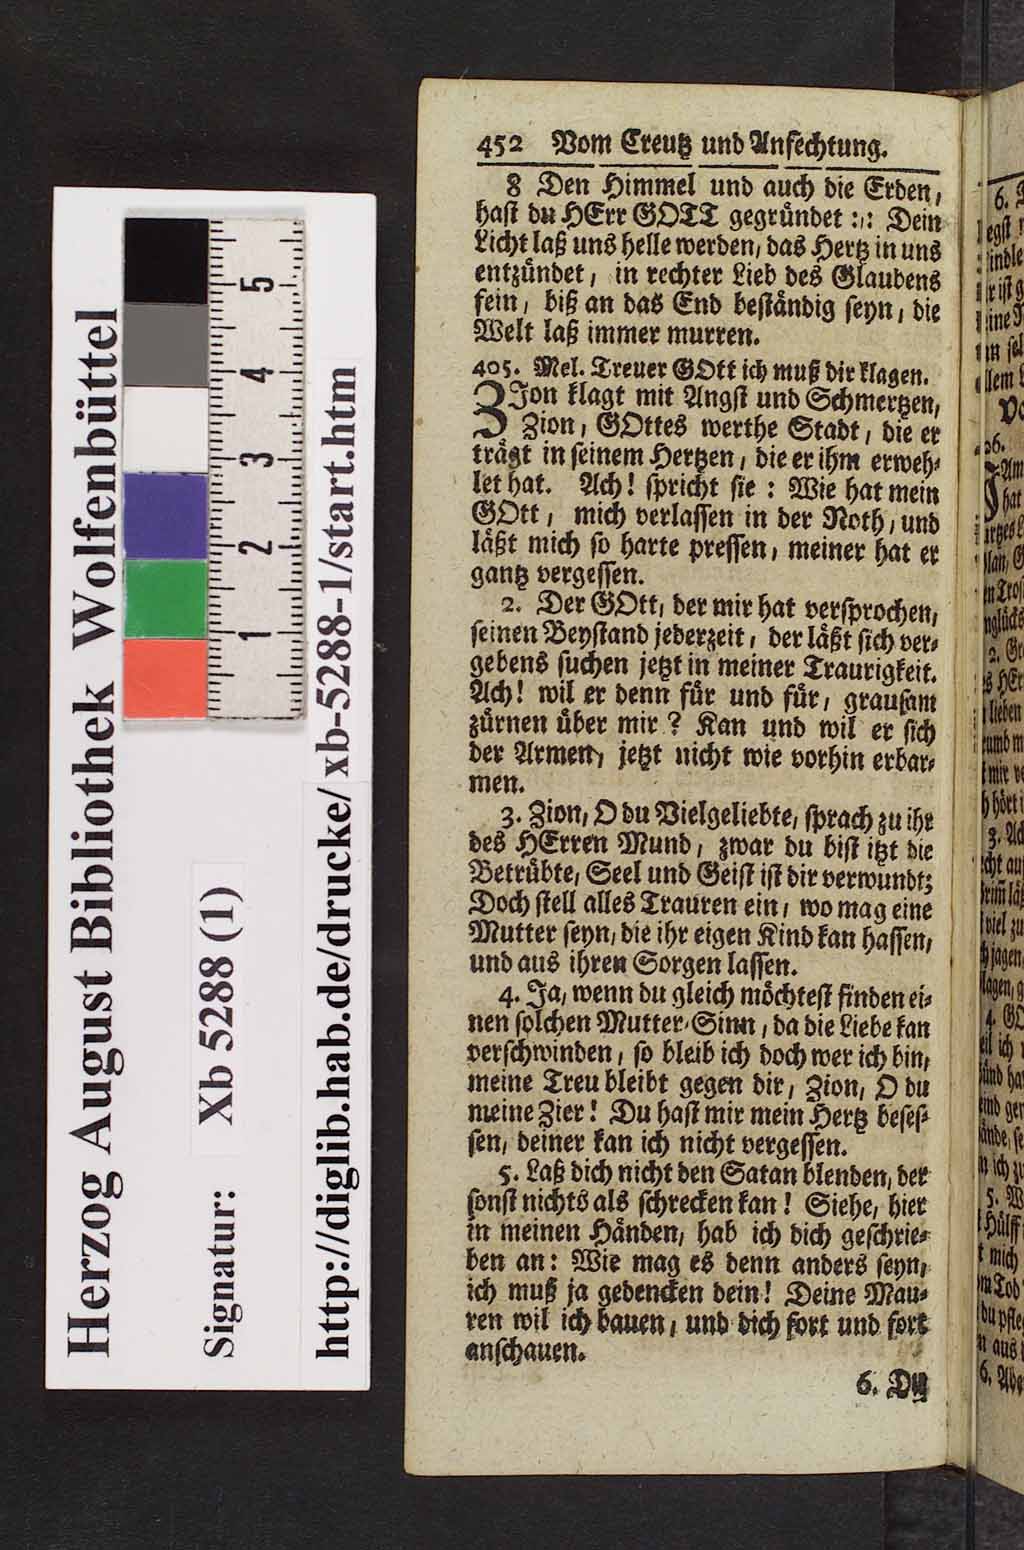 452 Vom Creutz und Anfechtung.
8 Den Himmel und auch die Erden,
hast du HErr GOTT gegründet :,: Dein
Licht laß uns helle werden, das Hertz in uns
entzündet, in rechter Lieb des Glaubens
fein, biß an das End beständig seyn, die
Welt laß immer murren.
405. Mel. Treuer GOtt ich muß dir klagen.
ZJon klagt mit Angst und Schmertzen,
Zion, GOttes werthe Stadt, die er
trägt in seinem Hertzen, die er ihm erweh-
let hat. Ach! spricht sie : Wie hat mein
GOtt, mich verlassen in der Noth, und
läßt mich so harte pressen, meiner hat er
gantz vergessen.
2. Der GOtt, der mir hat versprochen,
seinen Beystand jederzeit, der läßt sich ver-
gebens suchen jetzt in meiner Traurigkeit.
Ach! wil er denn für und für, grausam
zürnen über mir ? Kan und wil er sich
der Armen, jetzt nicht wie vorhin erbar-
men.
3. Zion, O du Vielgeliebte, sprach zu ihr
des HErren Mund, zwar du bist itzt die
Betrübte, Seel und Geist ist dir verwundt;
Doch stell alles Trauren ein, wo mag eine
Mutter seyn, die ihr eigen Kind kan hassen,
und aus ihren Sorgen lassen.
4. Ja, wenn du gleich möchtest finden ei-
nen solchen Mutter-Sinn, da die Liebe kan
verschwinden, so bleib ich doch wer ich bin,
meine Treu bleibt gegen dir, Zion, O du
meine Zier! Du hast mir mein Hertz beses-
sen, deiner kan ich nicht vergessen.
5. Laß dich nicht den Satan blenden, der
sonst nichts als schrecken kan! Siehe, hier
in meinen Händen, hab ich dich geschrie-
ben an: Wie mag es denn anders seyn,
ich muß ja gedencken dein! Deine Mau-
ren wil ich bauen, und dich fort und fort
anschauen.
6. Du
Herzog August Bibliothek Wolfenbüttel
Signatur: Xb 5288 (1)
http://diglib.hab.de/drucke/xb-5288-1/start.htm
1 2 3 4 5